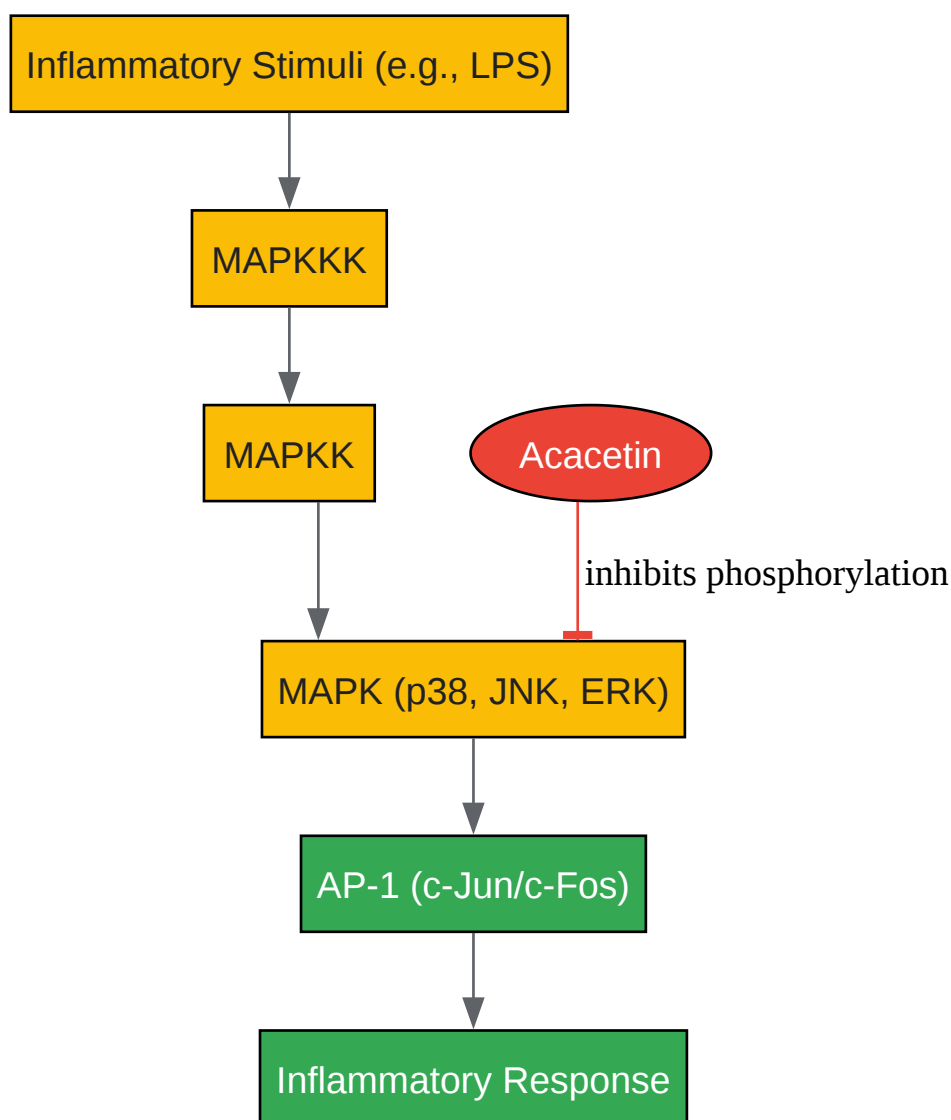 Inflammatory Stimuli (e.g., LPS)
MAPKKK
MAPKK
Acacetin
inhibits phosphorylation
MAPK (p38, JNK, ERK)
AP-1 (c-Jun/c-Fos)
Inflammatory Response